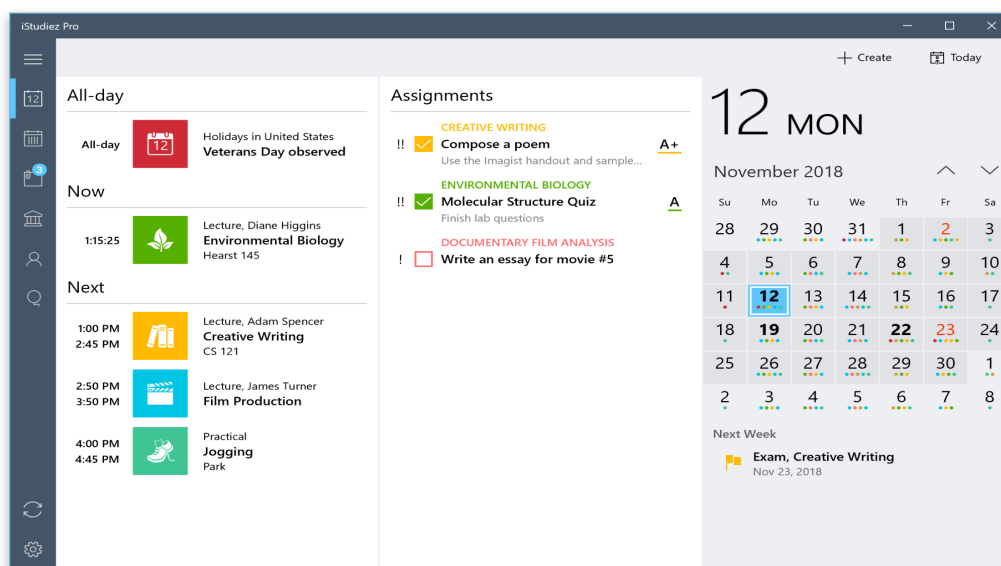 iStudiez Pro
Create
Today
12
3
All-day
All-day
12
Holidays in United States
Veterans Day observed
Now
1:15:25
Lecture, Diane Higgins
Environmental Biology
Hearst 145
Next
1:00 PM
2:45 PM
Lecture, Adam Spencer
Creative Writing
CS 121
2:50 PM
3:50 PM
Lecture, James Turner
Film Production
4:00 PM
4:45 PM
Practical
Jogging
Park
Assignments
CREATIVE WRITING
!! Compose a poem A+
Use the Imagist handout and sample...
ENVIRONMENTAL BIOLOGY
!! Molecular Structure Quiz A
Finish lab questions
DOCUMENTARY FILM ANALYSIS
! Write an essay for movie #5
12 MON
November 2018
Su Mo Tu We Th Fr Sa
28 29 30 31 1 2 3
4 5 6 7 8 9 10
11 12 13 14 15 16 17
18 19 20 21 22 23 24
25 26 27 28 29 30 1
2 3 4 5 6 7 8
Next Week
Exam, Creative Writing
Nov 23, 2018